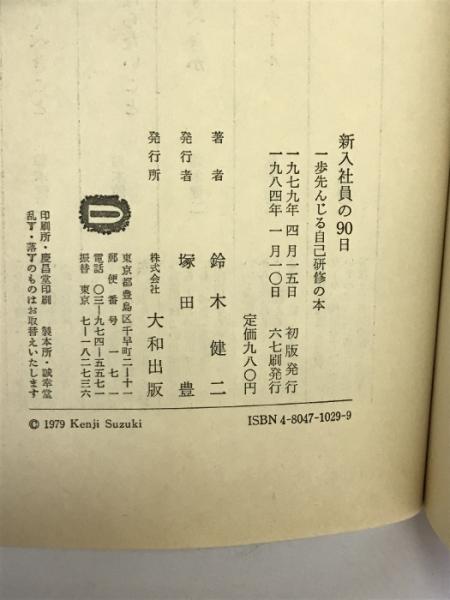 新入社員の90日
一歩先んじる自己研修の本
一九七九年 四月一五日 初版発行
一九八四年 一月一〇日 六七刷発行
定価九八〇円
著者 鈴木健二
発行者 塚田豊
発行所 株式会社 大和出版
東京都豊島区千早町二-十一
郵便番号 一七一
電話 〇三-九七四-五五七一
振替 東京 七-一八二七三六
印刷所・慶昌堂印刷 製本所・誠幸堂
乱丁・落丁のものはお取替えいたします
© 1979 Kenji Suzuki
ISBN 4-8047-1029-9